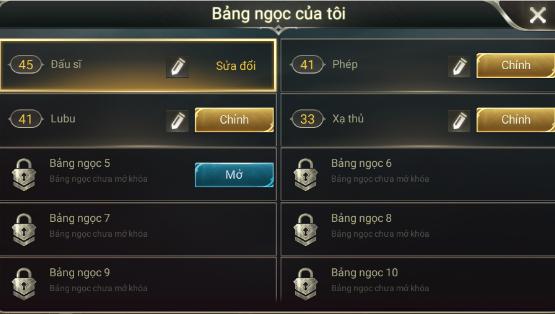 Bảng ngọc của tôi
45 Đấu sĩ Sửa đổi
41 Phép Chính
41 Lubu Chính
33 Xạ thủ Chính
Bảng ngọc 5
Bảng ngọc chưa mở khóa
Mở
Bảng ngọc 6
Bảng ngọc chưa mở khóa
Bảng ngọc 7
Bảng ngọc chưa mở khóa
Bảng ngọc 8
Bảng ngọc chưa mở khóa
Bảng ngọc 9
Bảng ngọc chưa mở khóa
Bảng ngọc 10
Bảng ngọc chưa mở khóa